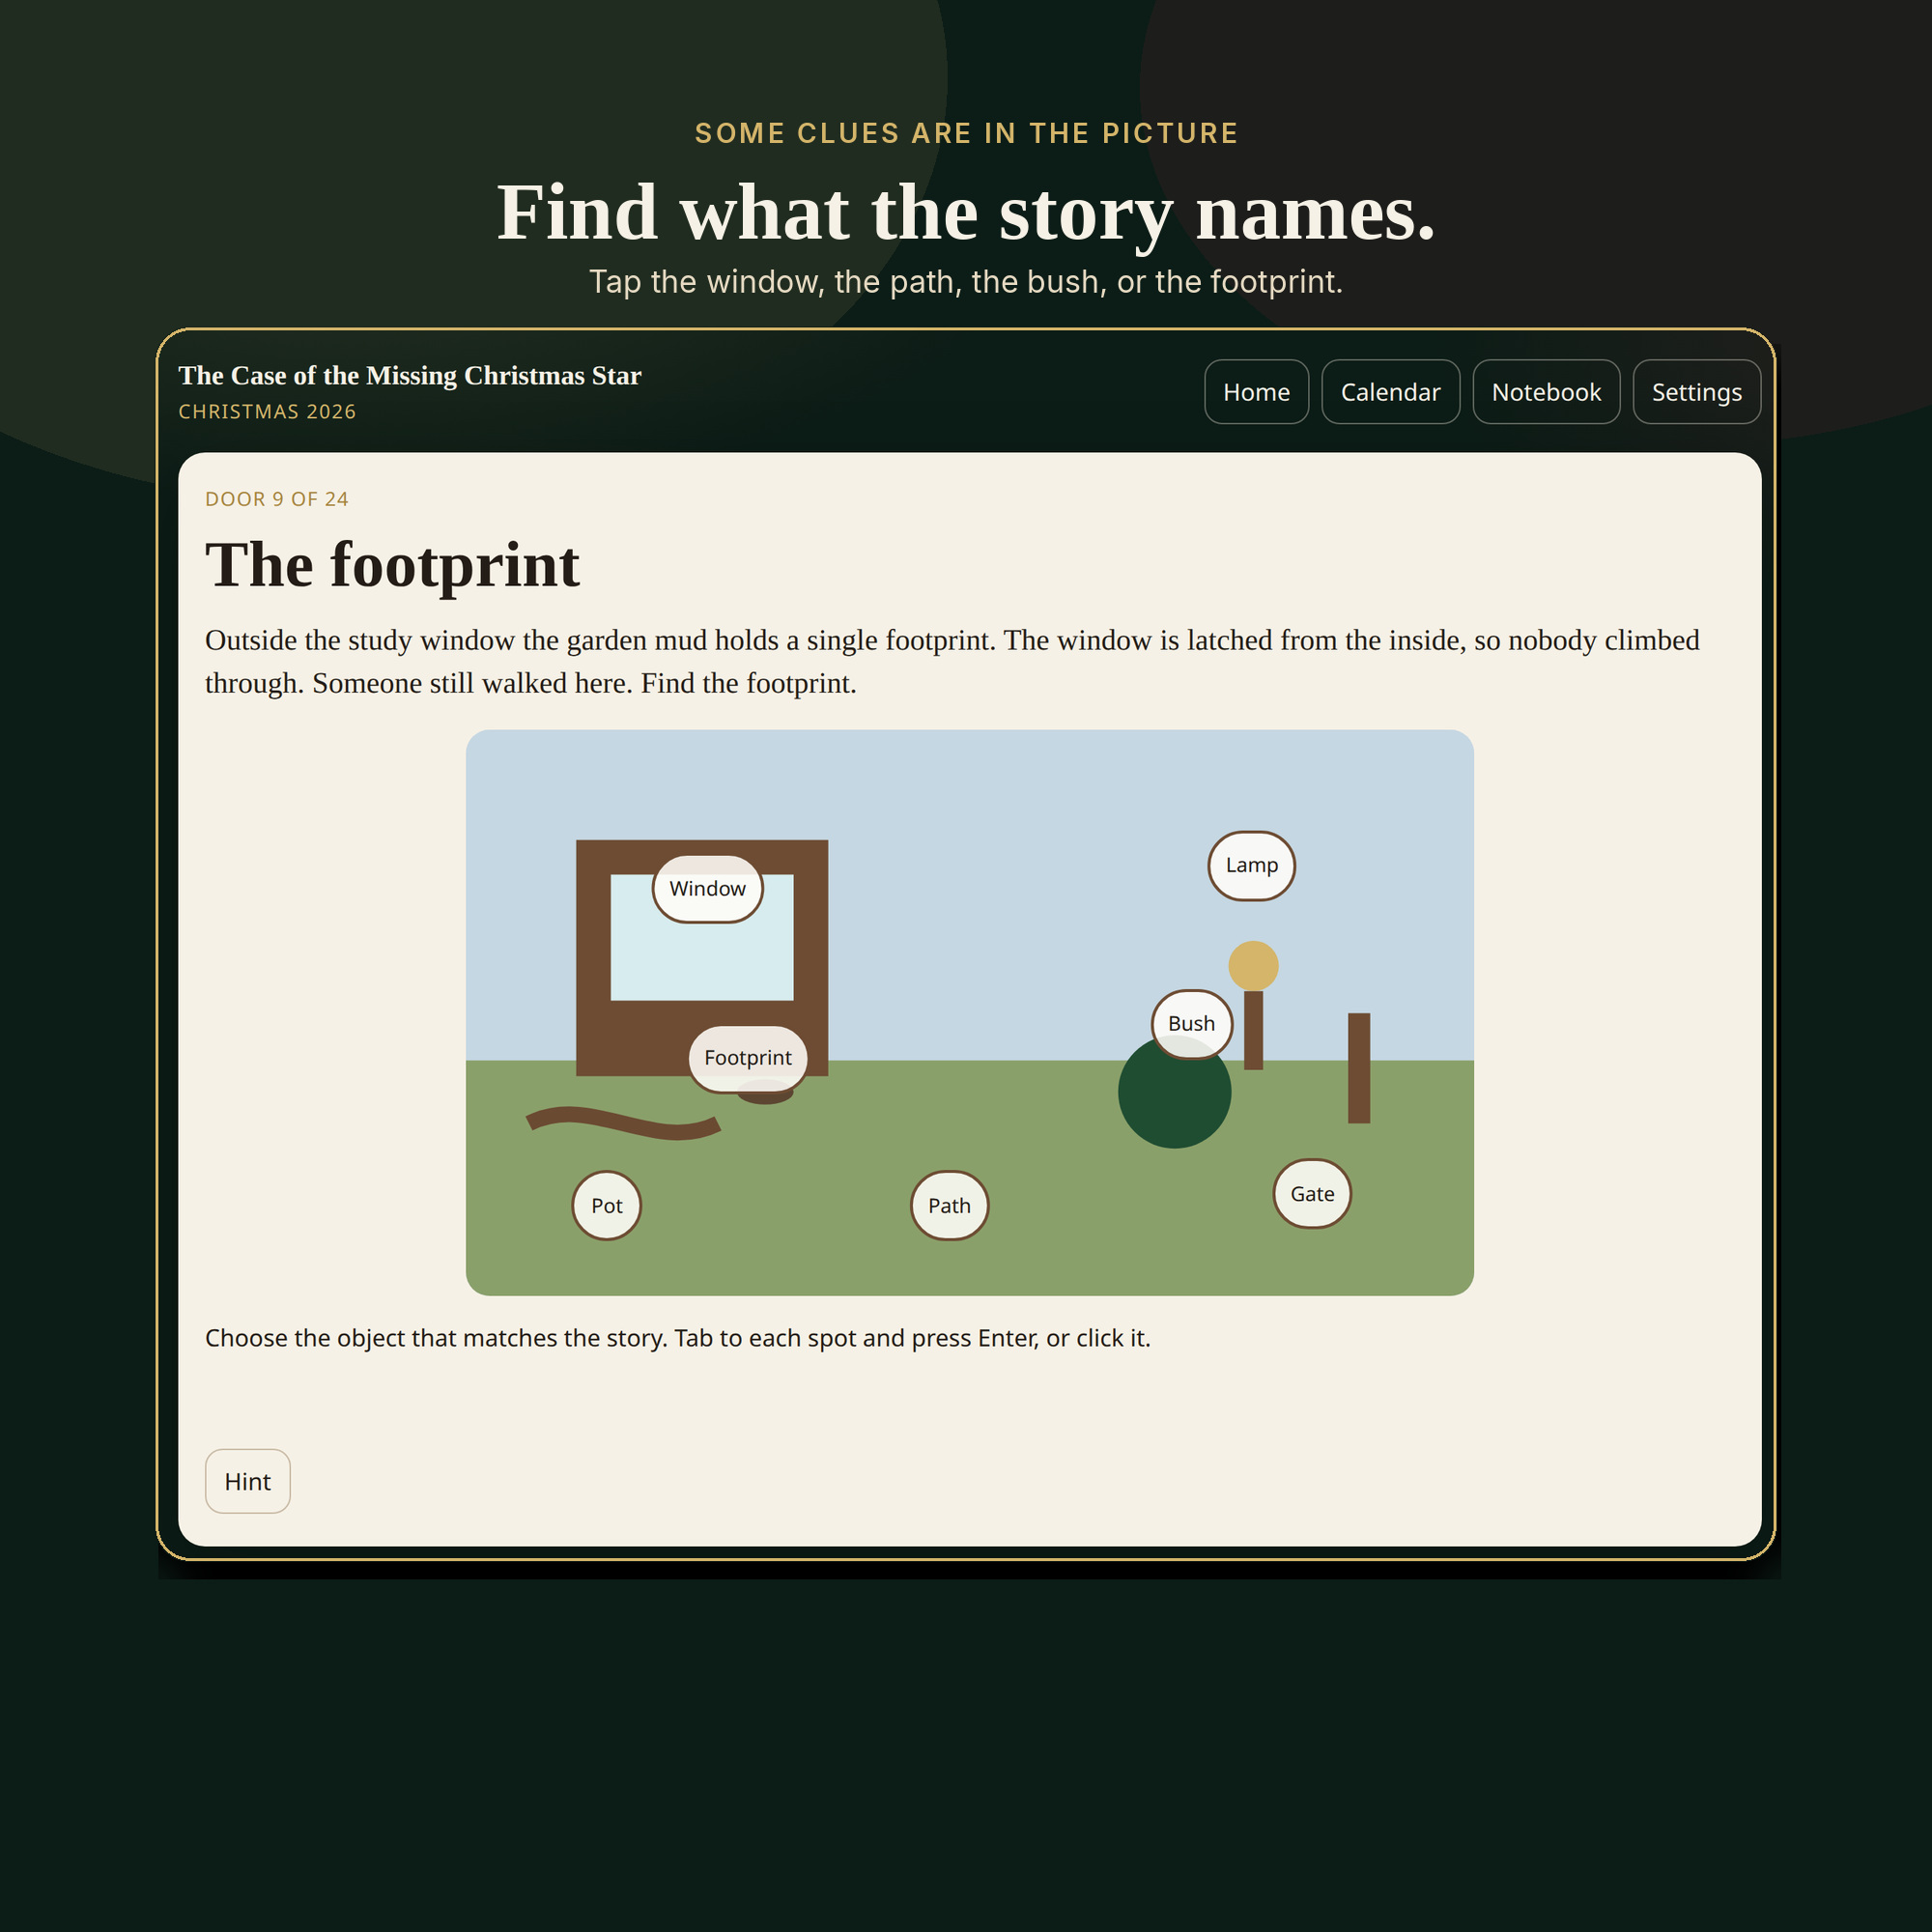 SOME CLUES ARE IN THE PICTURE
Find what the story names.
Tap the window, the path, the bush, or the footprint.
The Case of the Missing Christmas Star
CHRISTMAS 2026
Home
Calendar
Notebook
Settings
DOOR 9 OF 24
The footprint
Outside the study window the garden mud holds a single footprint. The window is latched from the inside, so nobody climbed
through. Someone still walked here. Find the footprint.
Lamp
Window
Bush
Footprint
Pot
Path
Gate
Choose the object that matches the story. Tab to each spot and press Enter, or click it.
Hint